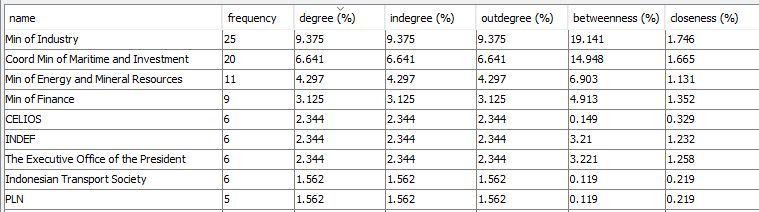 name frequency degree (%) indegree (%) outdegree (%) betweenness (%) closeness (%)
Min of Industry 25 9.375 9.375 9.375 19.141 1.746
Coord Min of Maritime and Investment 20 6.641 6.641 6.641 14.948 1.665
Min of Energy and Mineral Resources 11 4.297 4.297 4.297 6.903 1.131
Min of Finance 9 3.125 3.125 3.125 4.913 1.352
CELIOS 6 2.344 2.344 2.344 0.149 0.329
INDEF 6 2.344 2.344 2.344 3.21 1.232
The Executive Office of the President 6 2.344 2.344 2.344 3.221 1.258
Indonesian Transport Society 6 1.562 1.562 1.562 0.119 0.219
PLN 5 1.562 1.562 1.562 0.119 0.219